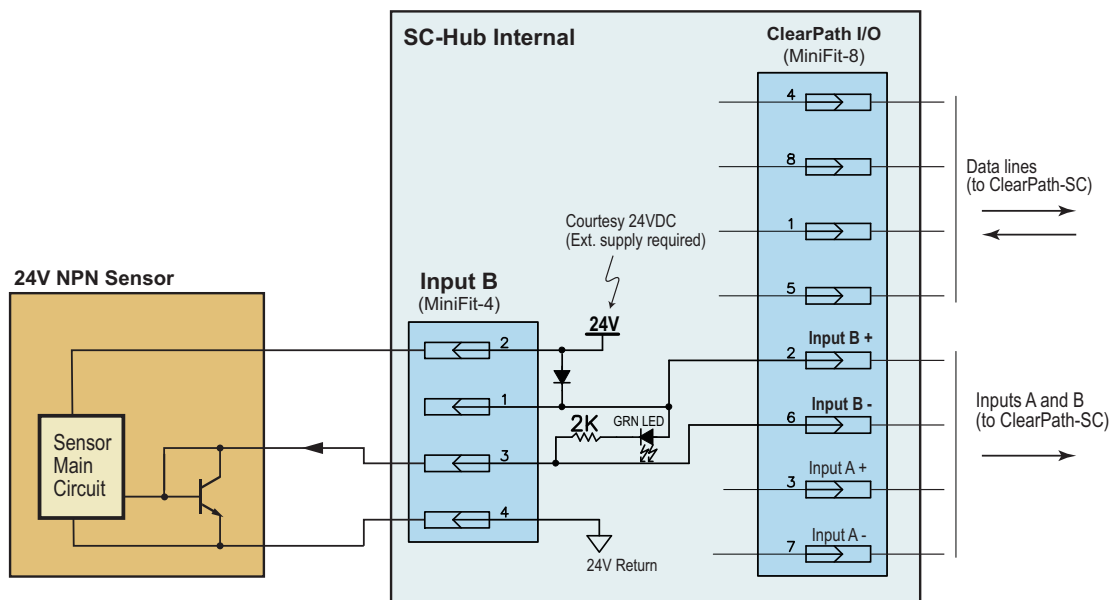 SC-Hub Internal
ClearPath I/O
(MiniFit-8)
4
8
1
5
Data lines
(to ClearPath-SC)
Courtesy 24VDC
(Ext. supply required)
24V NPN Sensor
Input B
(MiniFit-4)
24V
2
1
3
4
2K
GRN LED
Input B +
2
Input B -
6
Input A +
3
Input A -
7
Inputs A and B
(to ClearPath-SC)
Sensor
Main
Circuit
24V Return